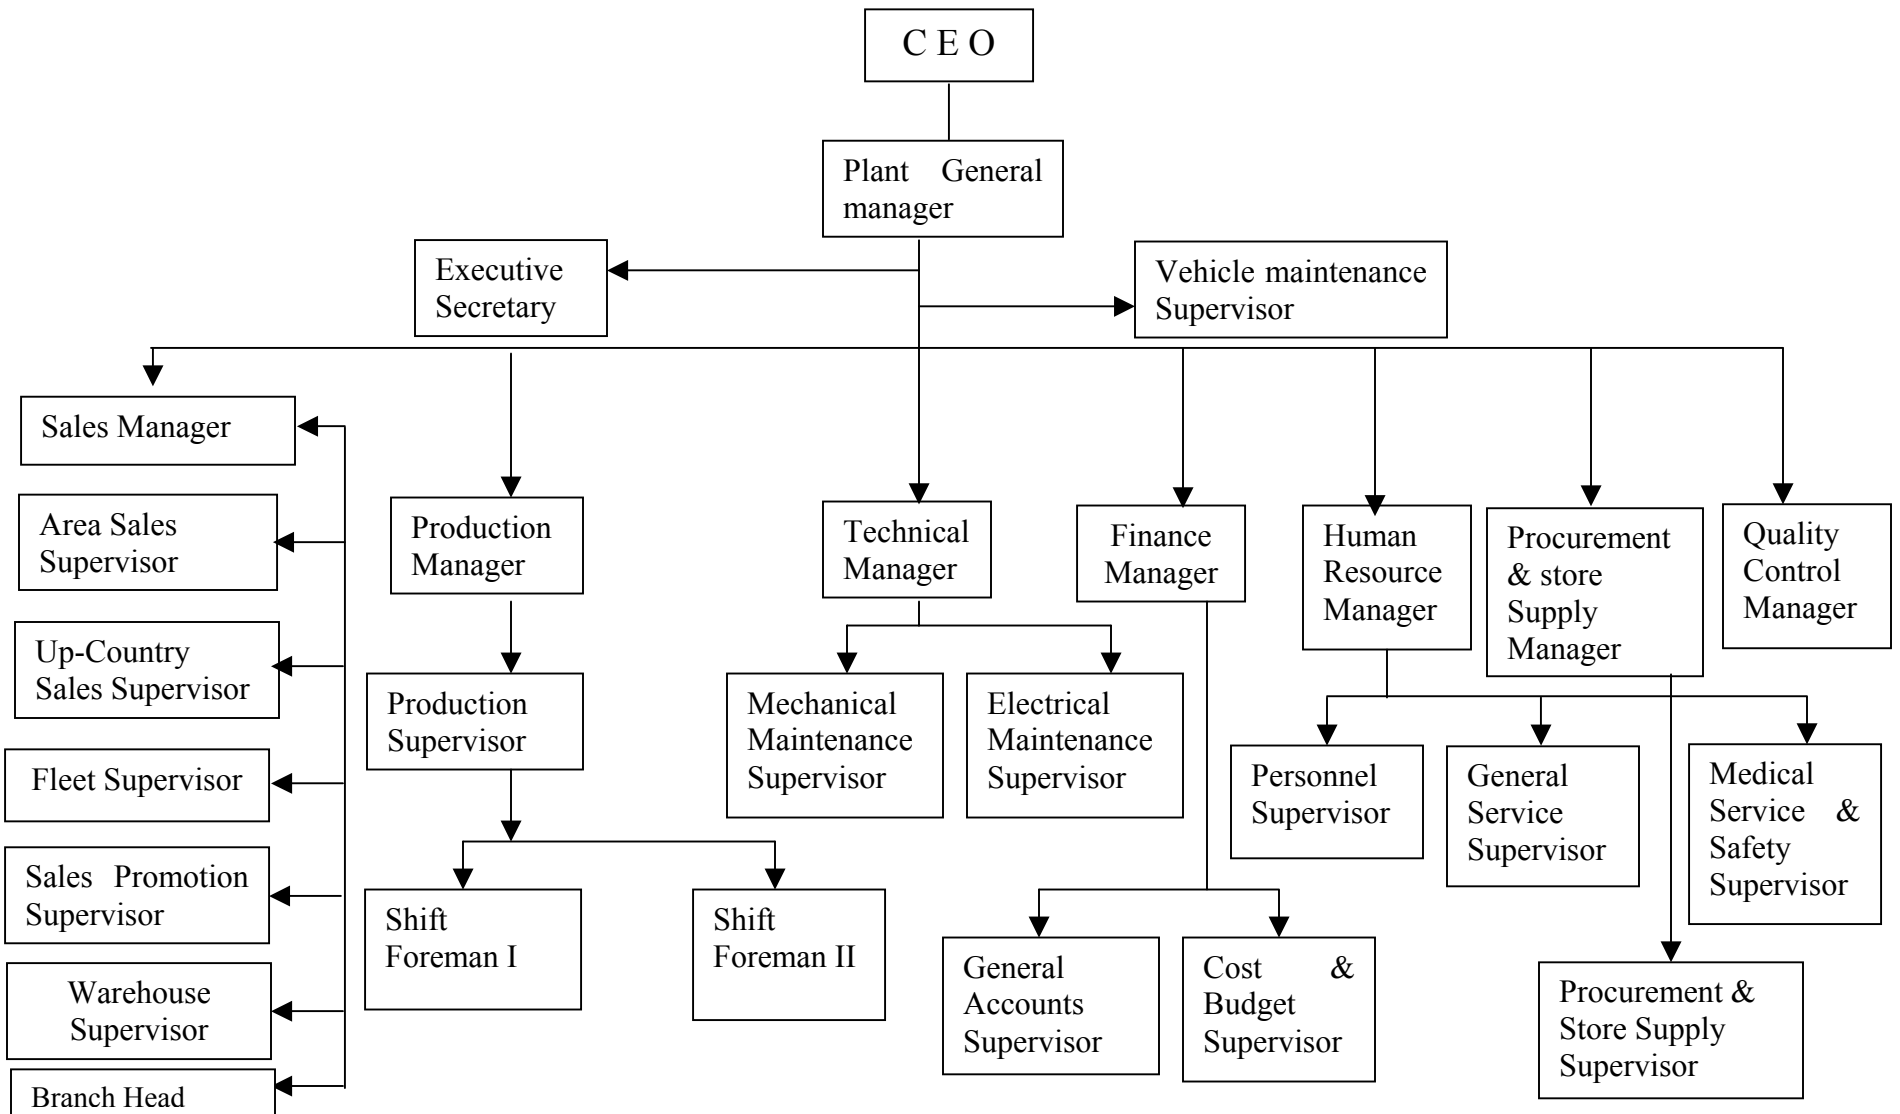 C E O
Plant General
manager
Executive
Secretary
Vehicle maintenance
Supervisor
Sales Manager
Area Sales
Supervisor
Up-Country
Sales Supervisor
Fleet Supervisor
Sales Promotion
Supervisor
Warehouse
Supervisor
Branch Head
Production
Manager
Production
Supervisor
Shift
Foreman I
Shift
Foreman II
Technical
Manager
Mechanical
Maintenance
Supervisor
Electrical
Maintenance
Supervisor
Finance
Manager
General
Accounts
Supervisor
Cost &
Budget
Supervisor
Human
Resource
Manager
Personnel
Supervisor
General
Service
Supervisor
Medical
Service &
Safety
Supervisor
Procurement
& store
Supply
Manager
Procurement &
Store Supply
Supervisor
Quality
Control
Manager